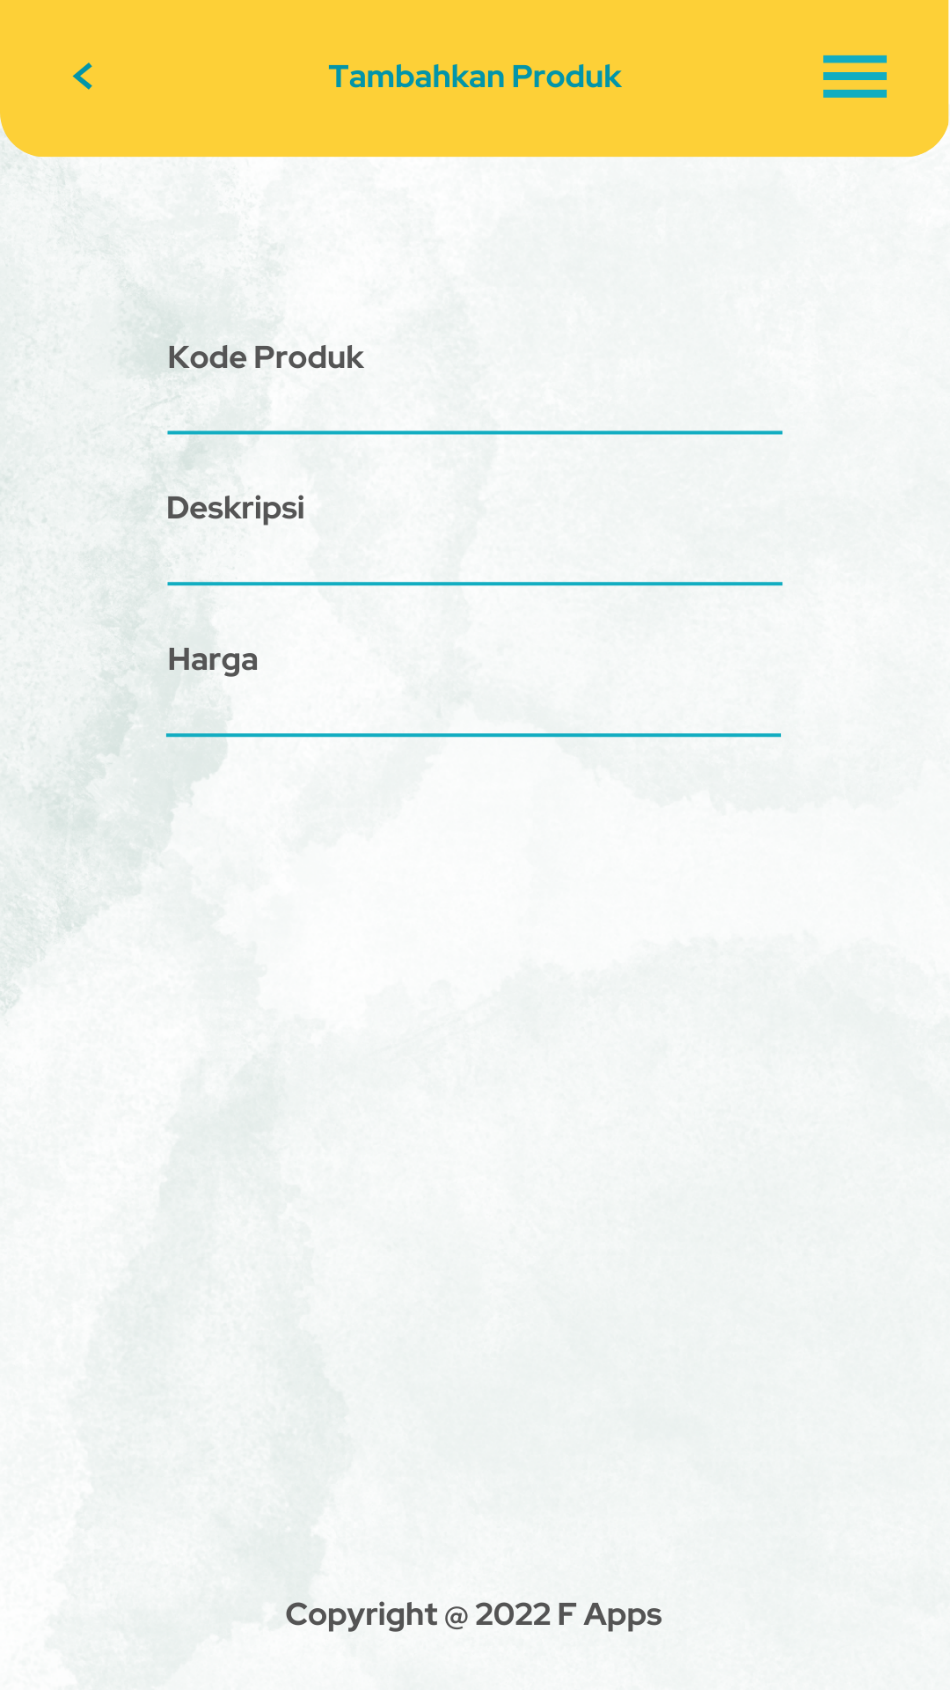 Tambahkan Produk
Kode Produk
Deskripsi
Harga
Copyright @ 2022 F Apps